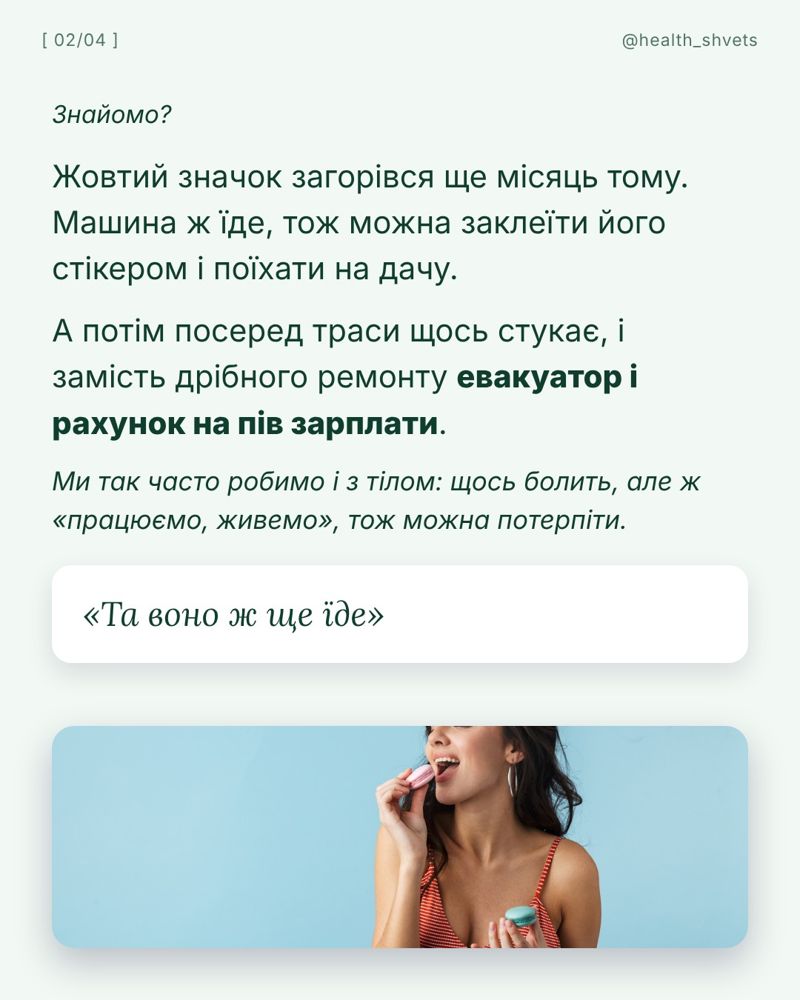 [ 02/04 ]
@health_shvets
Знайомо?
Жовтий значок загорівся ще місяць тому.
Машина ж їде, тож можна заклеїти його
стікером і поїхати на дачу.
А потім посеред траси щось стукає, і
замість дрібного ремонту евакуатор і
рахунок на пів зарплати.
Ми так часто робимо і з тілом: щось болить, але ж
«працюємо, живемо», тож можна потерпіти.
«Та воно ж ще їде»